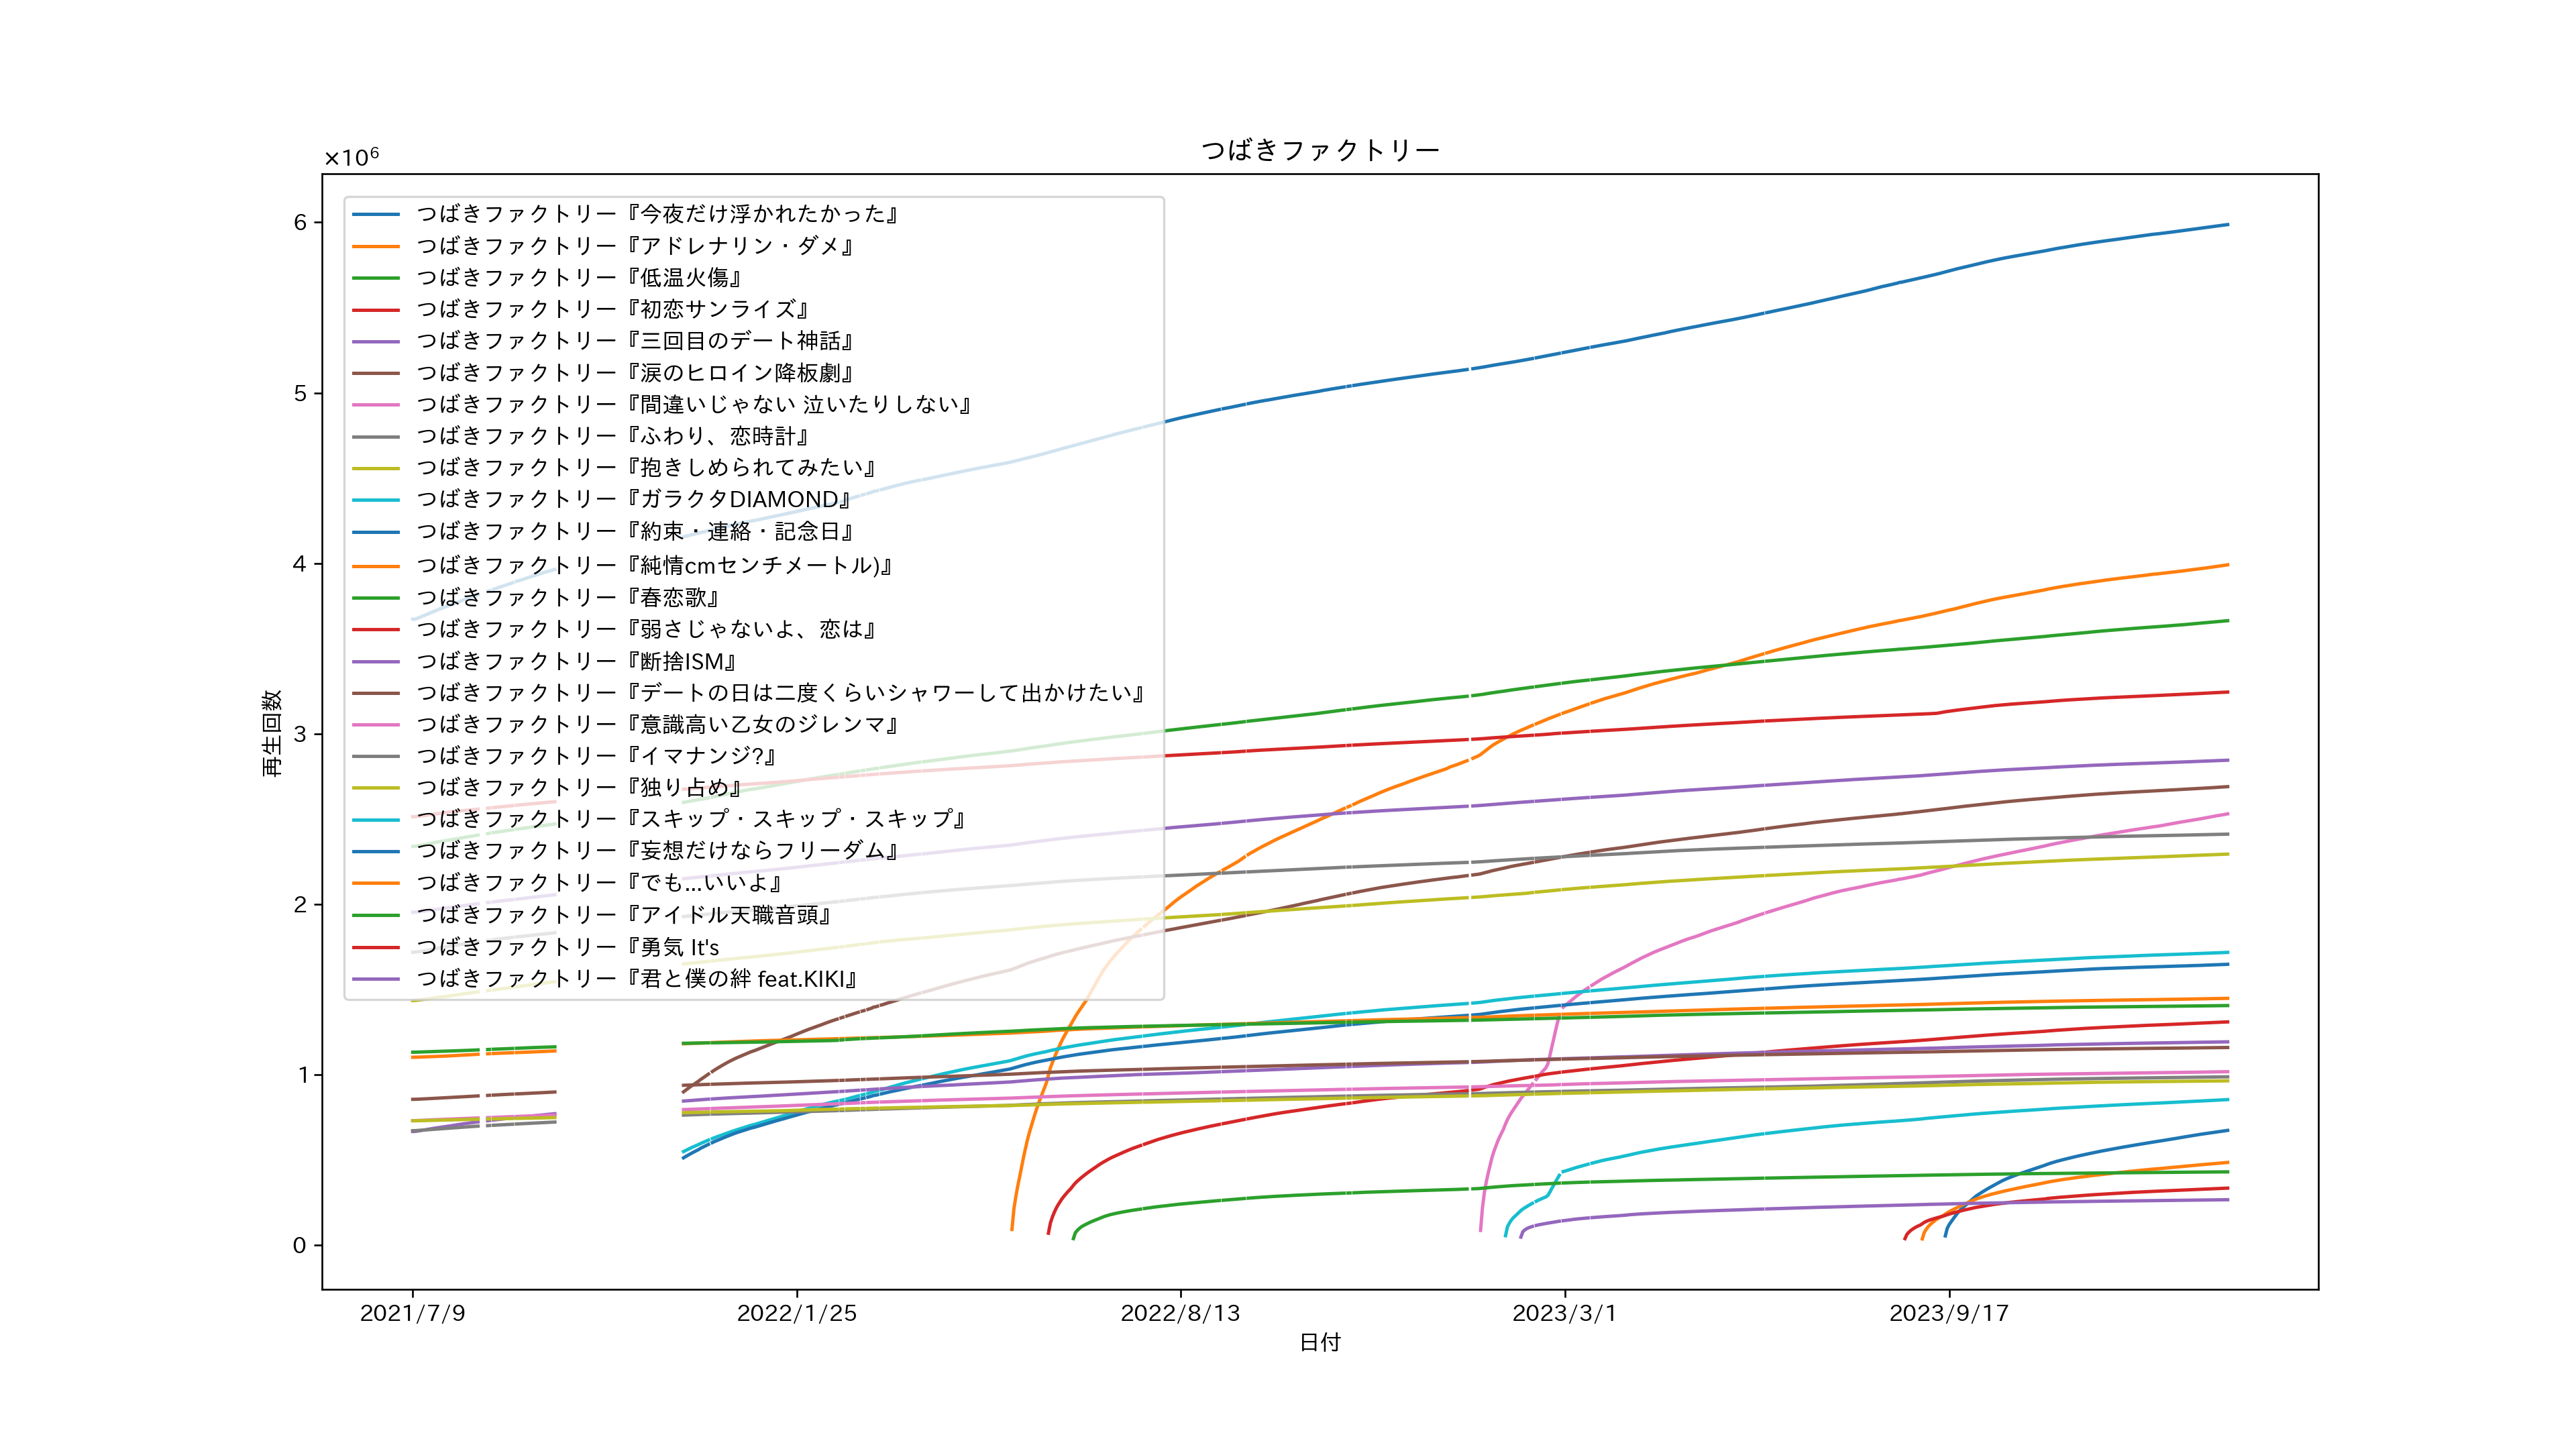 つばきファクトリー
×10⁶
つばきファクトリー『今夜だけ浮かれたかった』
つばきファクトリー『アドレナリン・ダメ』
つばきファクトリー『低温火傷』
つばきファクトリー『初恋サンライズ』
つばきファクトリー『三回目のデート神話』
つばきファクトリー『涙のヒロイン降板劇』
つばきファクトリー『間違いじゃない 泣いたりしない』
つばきファクトリー『ふわり、恋時計』
つばきファクトリー『抱きしめられてみたい』
つばきファクトリー『ガラクタDIAMOND』
つばきファクトリー『約束・連絡・記念日』
つばきファクトリー『純情cmセンチメートル)』
つばきファクトリー『春恋歌』
つばきファクトリー『弱さじゃないよ、恋は』
つばきファクトリー『断捨ISM』
つばきファクトリー『デートの日は二度くらいシャワーして出かけたい』
つばきファクトリー『意識高い乙女のジレンマ』
つばきファクトリー『イマナンジ?』
つばきファクトリー『独り占め』
つばきファクトリー『スキップ・スキップ・スキップ』
つばきファクトリー『妄想だけならフリーダム』
つばきファクトリー『でも...いいよ』
つばきファクトリー『アイドル天職音頭』
つばきファクトリー『勇気 It's
つばきファクトリー『君と僕の絆 feat.KIKI』
6
5
4
3
2
1
0
再生回数
2021/7/9
2022/1/25
2022/8/13
2023/3/1
2023/9/17
日付